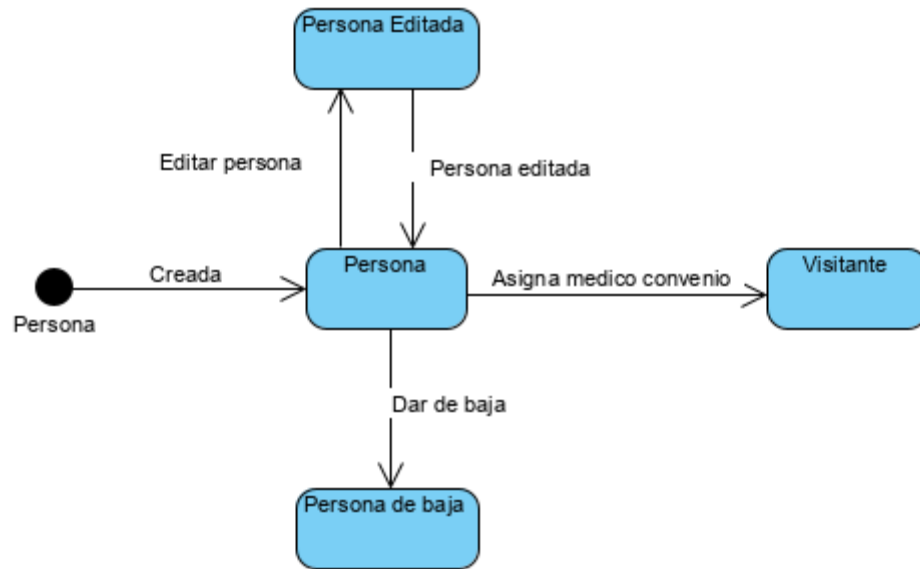 Persona Editada
Editar persona
Persona editada
Creada
Persona
Asigna medico convenio
Visitante
Persona
Dar de baja
Persona de baja